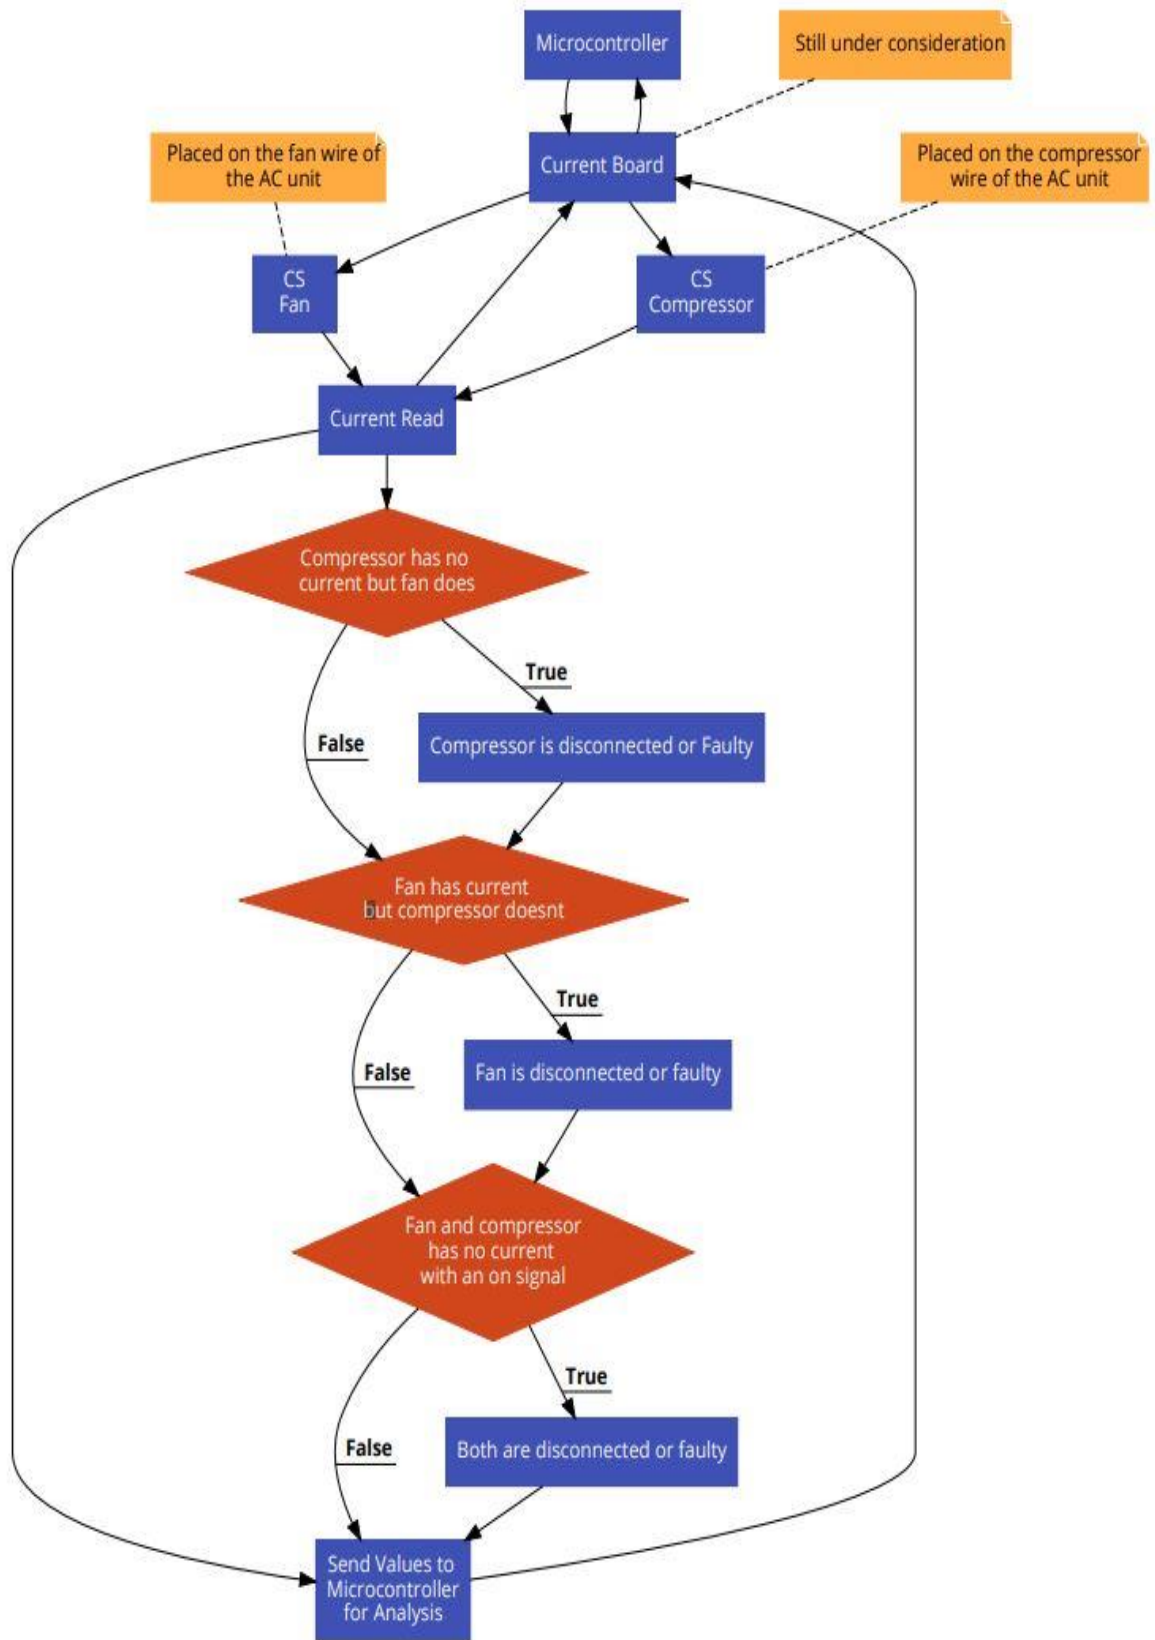 Microcontroller
Still under consideration
Placed on the fan wire of
the AC unit
Current Board
Placed on the compressor
wire of the AC unit
CS
Fan
CS
Compressor
Current Read
Compressor has no
current but fan does
True
False
Compressor is disconnected or Faulty
Fan has current
but compressor doesnt
True
False
Fan is disconnected or faulty
Fan and compressor
has no current
with an on signal
True
False
Both are disconnected or faulty
Send Values to
Microcontroller
for Analysis